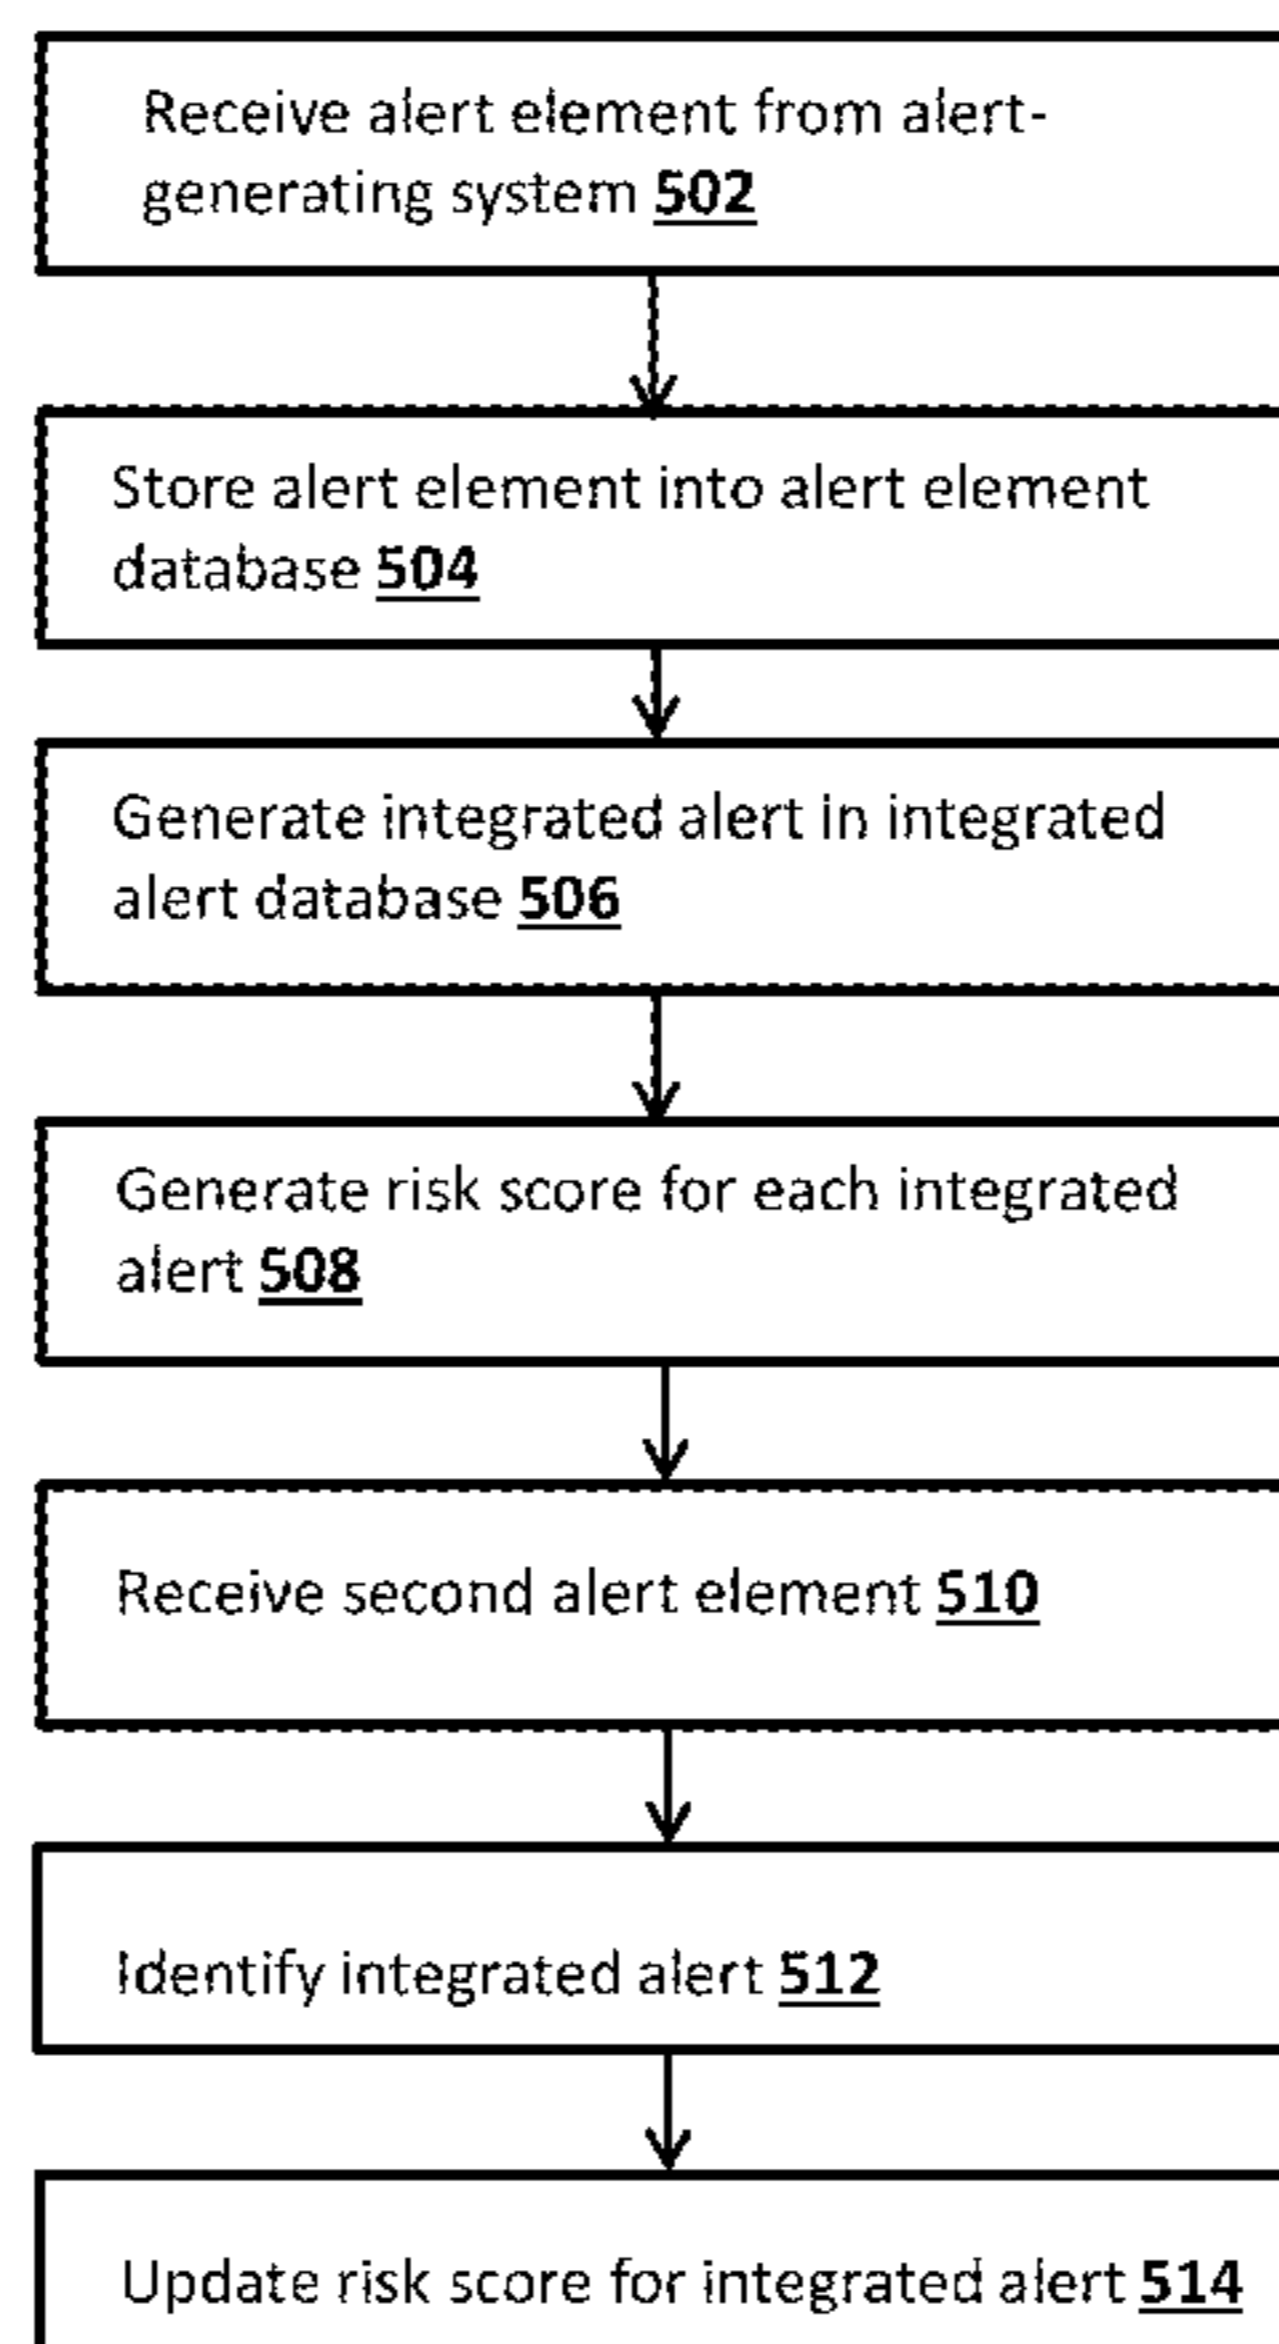 Receive alert element from alert-
generating system 502
Store alert element into alert element
database 504
Generate integrated alert in integrated
alert database 506
Generate risk score for each integrated
alert 508
Receive second alert element 510
Identify integrated alert 512
Update risk score for integrated alert 514